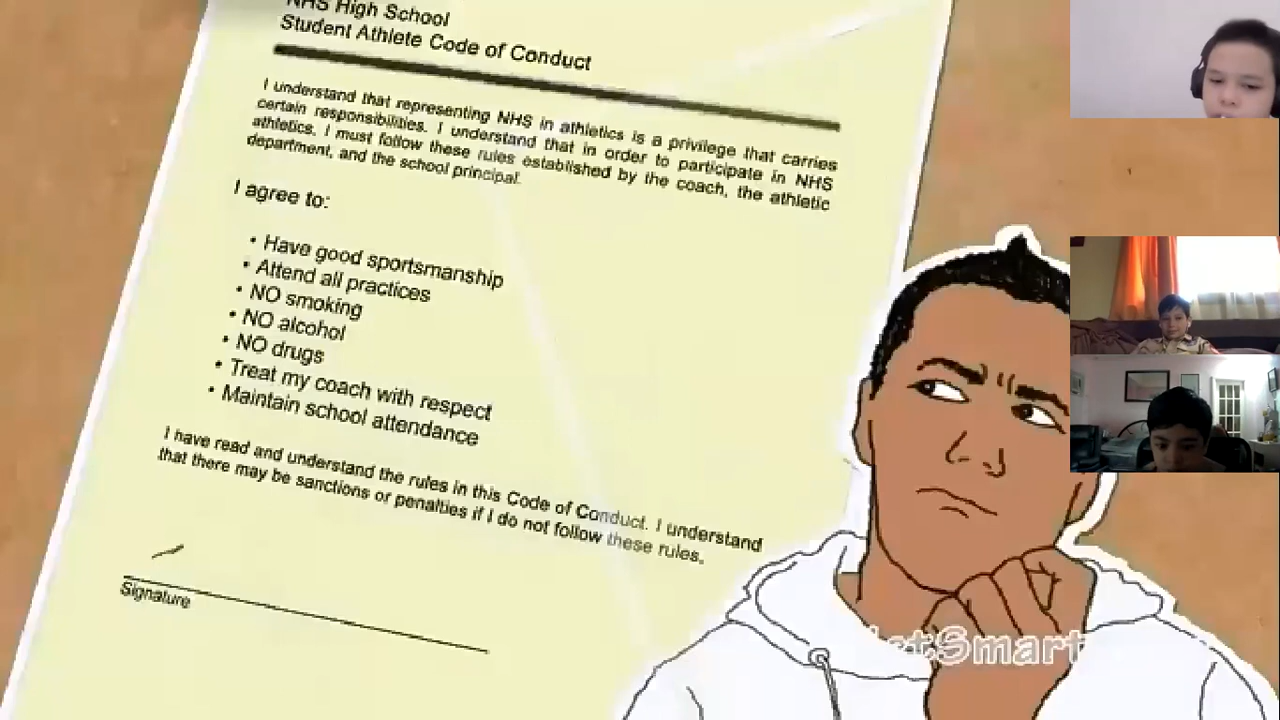 NHS High School
Student Athlete Code of Conduct
I understand that representing NHS in athletics is a privilege that carries
certain responsibilities. I understand that in order to participate in NHS
athletics, I must follow these rules established by the coach, the athletic
department, and the school principal.
I agree to:
• Have good sportsmanship
• Attend all practices
• NO smoking
• NO alcohol
• NO drugs
• Treat my coach with respect
• Maintain school attendance
I have read and understand the rules in this Code of Conduct. I understand
that there may be sanctions or penalties if I do not follow these rules.
Signature